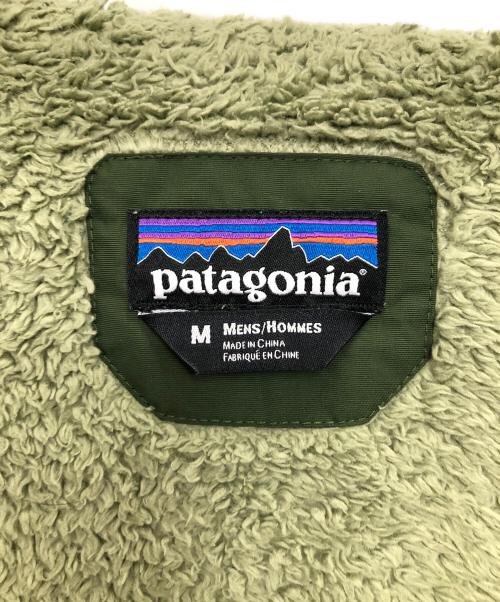 patagonia®
M MENS/HOMMES
MADE IN CHINA
FABRIQUÉ EN CHINE